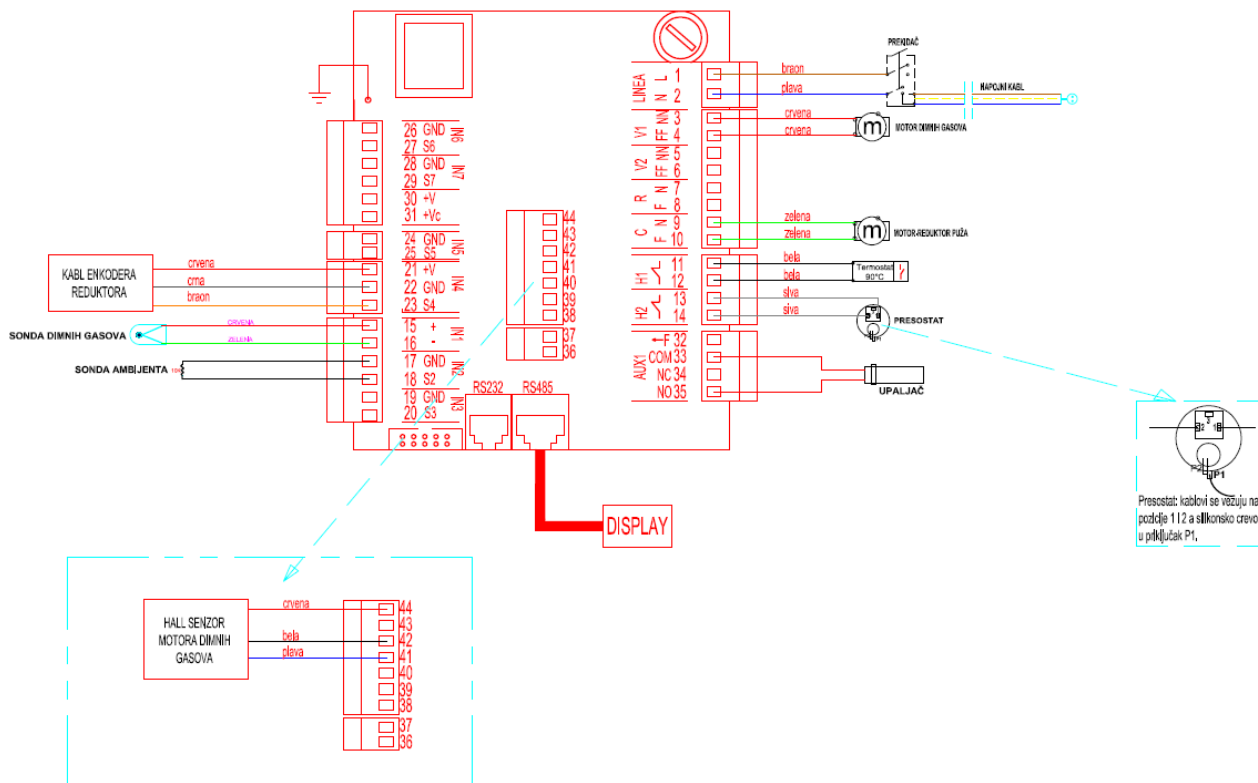 26 GND
27 S6
IN6
28 GND
29 S7
IN7
30 +V
31 +Vc
24 GND
25 S5
IN5
21 +V
22 GND
23 S4
IN4
15 +
16 -
IN1
17 GND
18 S2
IN2
19 GND
20 S3
IN3
KABL ENKODERA
REDUKTORA
crvena
crna
braon
SONDA DIMNIH GASOVA
CRVENA
ZELENA
SONDA AMBIJENTA
44
43
42
41
40
39
38
37
36
RS232
RS485
DISPLAY
LINEA
L 1
N 2
V1
NN 3
FF 4
V2
NN 5
FF 6
R
N 7
F 8
C
N 9
F 10
H1
11
12
H2
13
14
AUX1
F 32
COM 33
NC 34
NO 35
braon
plava
PREKIDAČ
NAPOJNI KABL
crvena
crvena
m
MOTOR DIMNIH GASOVA
zelena
zelena
m
MOTOR-REDUKTOR PUŽA
bela
bela
Termostat
90°C
siva
siva
PRESOSTAT
UPALJAČ
3
2
1
P2
P1
Presostat: kablovi se vezuju na
pozicije 1 i 2 a silikonsko crevo
u priključak P1.
HALL SENZOR
MOTORA DIMNIH
GASOVA
crvena
bela
plava
44
43
42
41
40
39
38
37
36